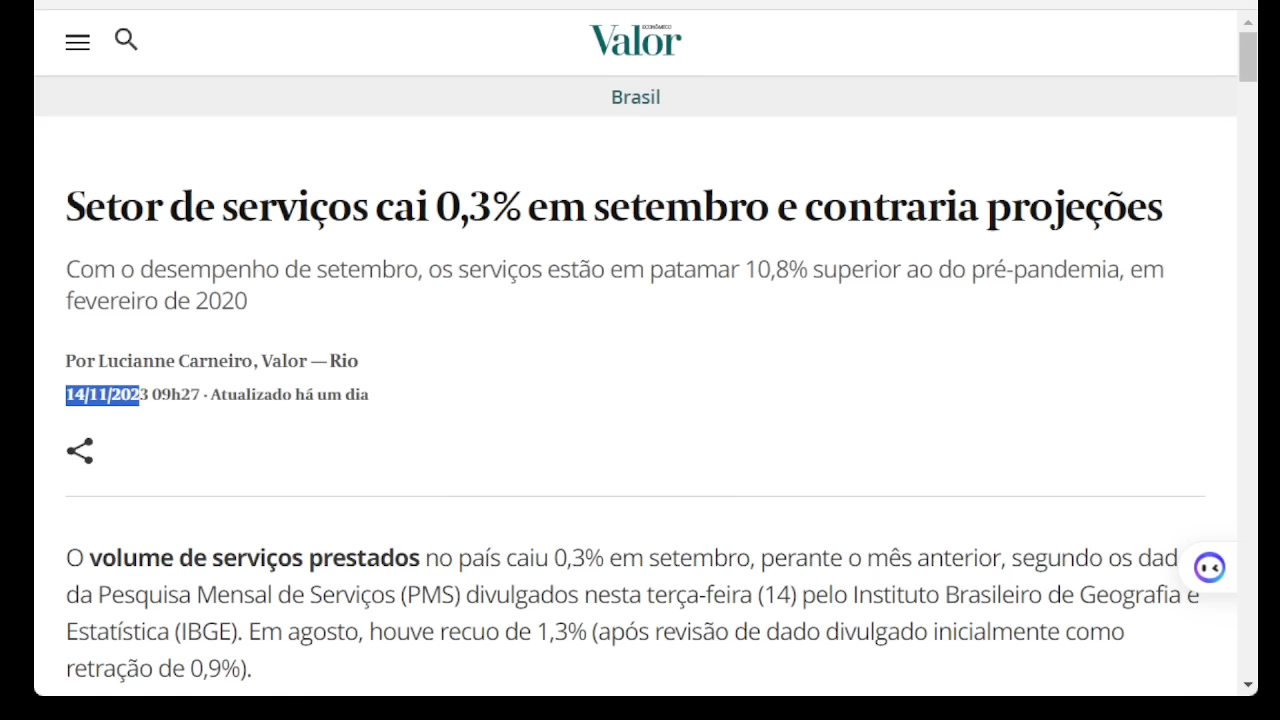 ECONÔMICO
Valor
Brasil
Setor de serviços cai 0,3% em setembro e contraria projeções
Com o desempenho de setembro, os serviços estão em patamar 10,8% superior ao do pré-pandemia, em
fevereiro de 2020
Por Lucianne Carneiro, Valor — Rio
14/11/2023 09h27 · Atualizado há um dia
O volume de serviços prestados no país caiu 0,3% em setembro, perante o mês anterior, segundo os dad
da Pesquisa Mensal de Serviços (PMS) divulgados nesta terça-feira (14) pelo Instituto Brasileiro de Geografia e
Estatística (IBGE). Em agosto, houve recuo de 1,3% (após revisão de dado divulgado inicialmente como
retração de 0,9%).